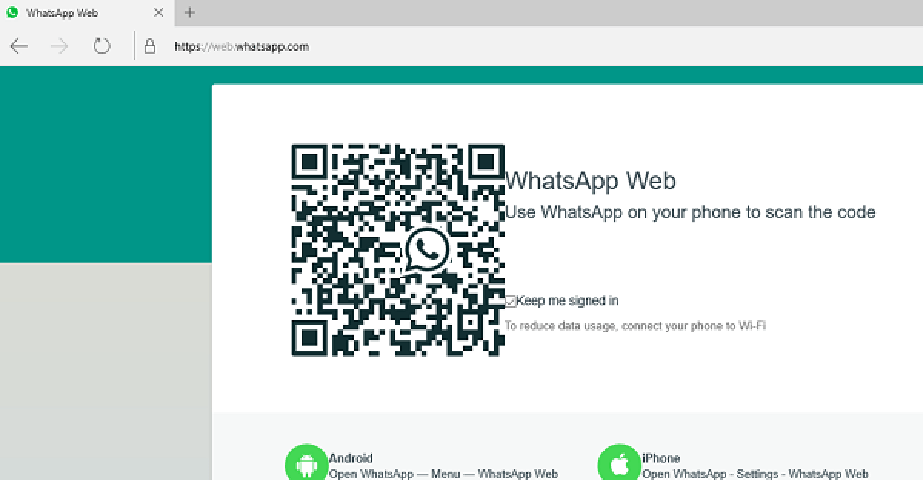 WhatsApp Web
https://web.whatsapp.com
WhatsApp Web
Use WhatsApp on your phone to scan the code
Keep me signed in
To reduce data usage, connect your phone to Wi-Fi
Android
Open WhatsApp — Menu — WhatsApp Web
iPhone
Open WhatsApp - Settings - WhatsApp Web